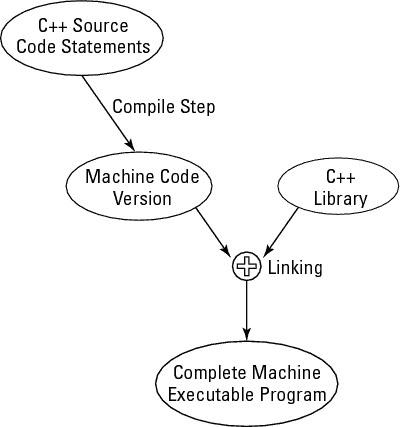 C++ Source
Code Statements
Compile Step
Machine Code
Version
C++
Library
Linking
Complete Machine
Executable Program